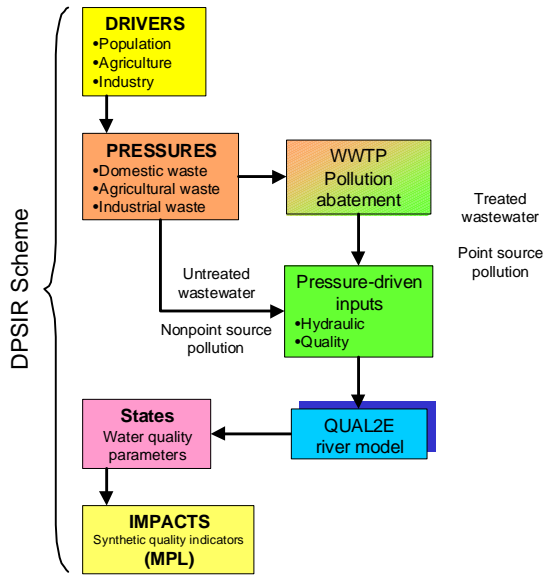 DPSIR Scheme
DRIVERS
•Population
•Agriculture
•Industry
PRESSURES
•Domestic waste
•Agricultural waste
•Industrial waste
WWTP
Pollution
abatement
Treated
wastewater
Point source
pollution
Untreated
wastewater
Nonpoint source
pollution
Pressure-driven
inputs
•Hydraulic
•Quality
States
Water quality
parameters
QUAL2E
river model
IMPACTS
Synthetic quality indicators
(MPL)